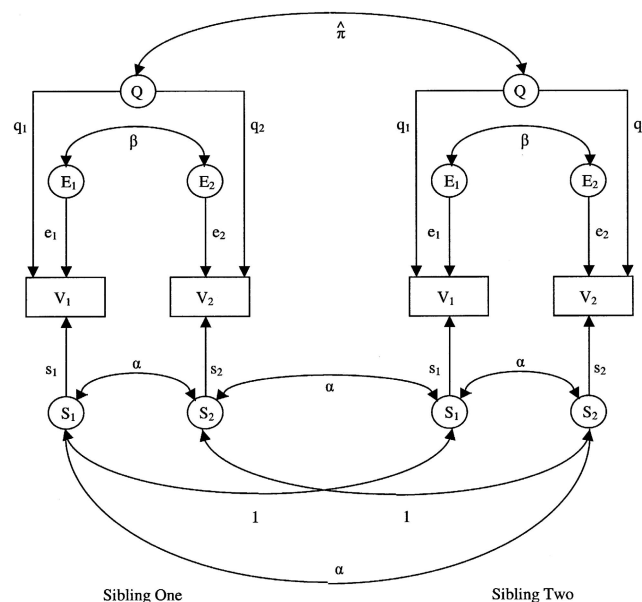 π̂
Q Q
q₁ q₂ q₁ q
β β
E₁ E₂ E₁ E₂
e₁ e₂ e₁ e₂
V₁ V₂ V₁ V₂
s₁ s₂ s₁ s₂
α α α
S₁ S₂ S₁ S₂
1 1
α
Sibling One Sibling Two